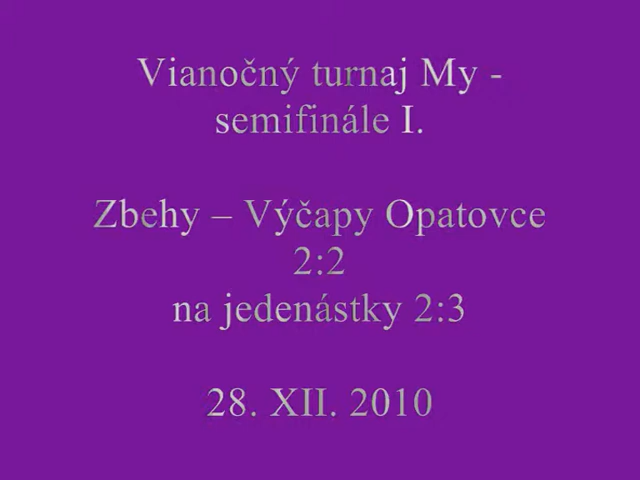 Vianočný turnaj My -
semifinále I.
Zbehy – Výčapy Opatovce
2:2
na jedenástky 2:3
28. XII. 2010